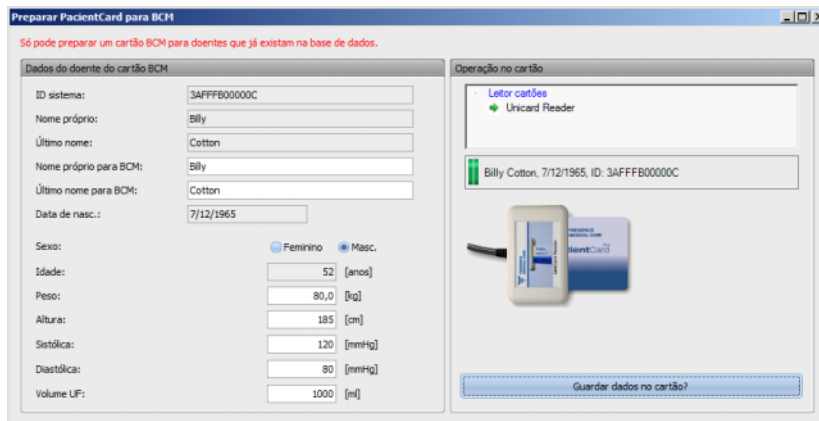 Preparar PacientCard para BCM
Só pode preparar um cartão BCM para doentes que já existam na base de dados.
Dados do doente do cartão BCM
ID sistema: 3AFFFB00000C
Nome próprio: Billy
Último nome: Cotton
Nome próprio para BCM: Billy
Último nome para BCM: Cotton
Data de nasc.: 7/12/1965
Sexo: Feminino Masc.
Idade: 52 [anos]
Peso: 80,0 [kg]
Altura: 185 [cm]
Sistólica: 120 [mmHg]
Diastólica: 80 [mmHg]
Volume UF: 1000 [ml]
Operação no cartão
Leitor cartões
Unicard Reader
Billy Cotton, 7/12/1965, ID: 3AFFFB00000C
FRESENIUS
MEDICAL CARE
tientCard
Guardar dados no cartão?